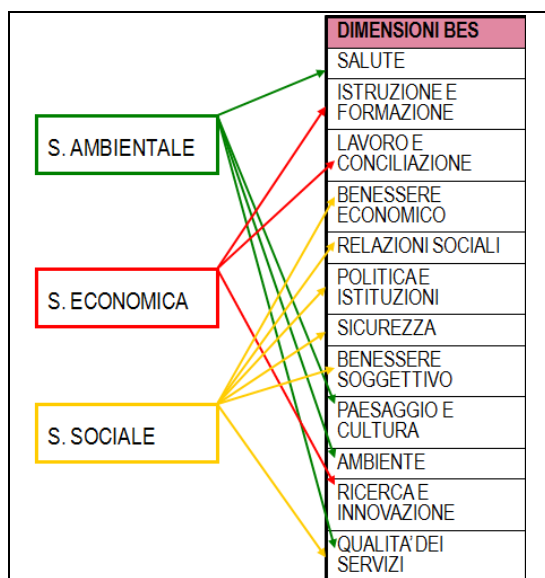 DIMENSIONI BES
SALUTE
ISTRUZIONE E
FORMAZIONE
LAVORO E
CONCILIAZIONE
BENESSERE
ECONOMICO
RELAZIONI SOCIALI
POLITICA E
ISTITUZIONI
SICUREZZA
BENESSERE
SOGGETTIVO
PAESAGGIO E
CULTURA
AMBIENTE
RICERCA E
INNOVAZIONE
QUALITA' DEI
SERVIZI
S. AMBIENTALE
S. ECONOMICA
S. SOCIALE